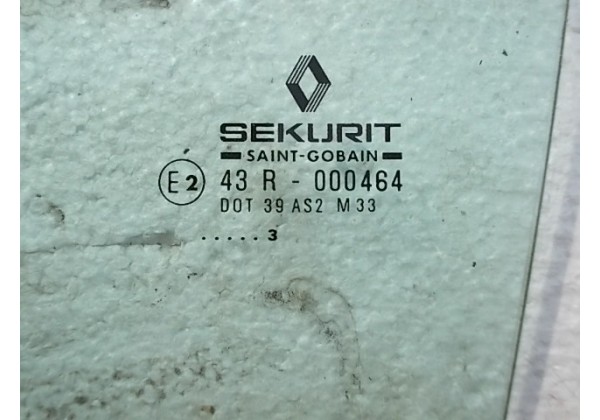 SEKURIT
SAINT-GOBAIN
E2 43 R - 000464
DOT 39 AS2 M33
..... 3